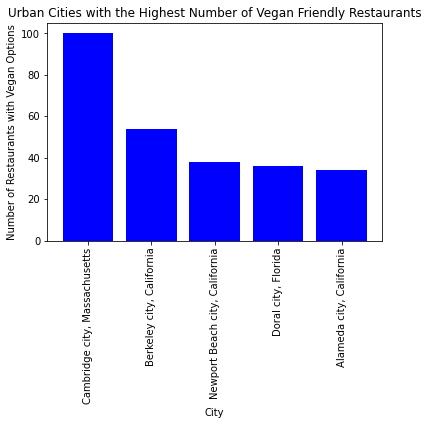 Urban Cities with the Highest Number of Vegan Friendly Restaurants
Number of Restaurants with Vegan Options
100
80
60
40
20
0
Cambridge city, Massachusetts
Berkeley city, California
Newport Beach city, California
Doral city, Florida
Alameda city, California
City